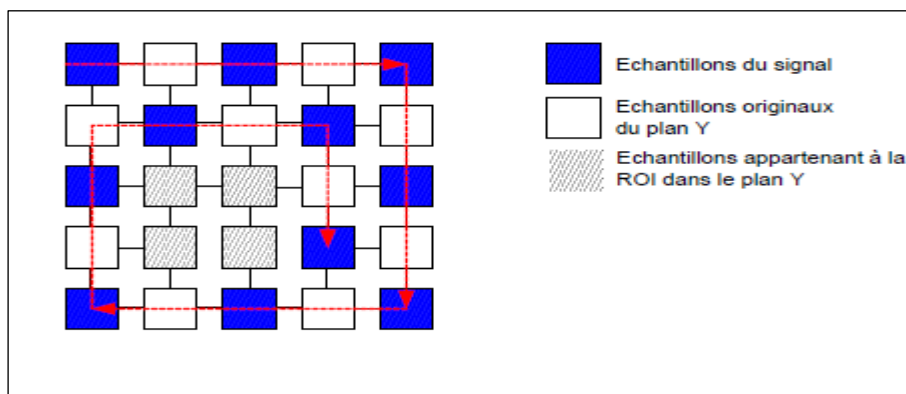 Echantillons du signal
Echantillons originaux
du plan Y
Echantillons appartenant à la
ROI dans le plan Y